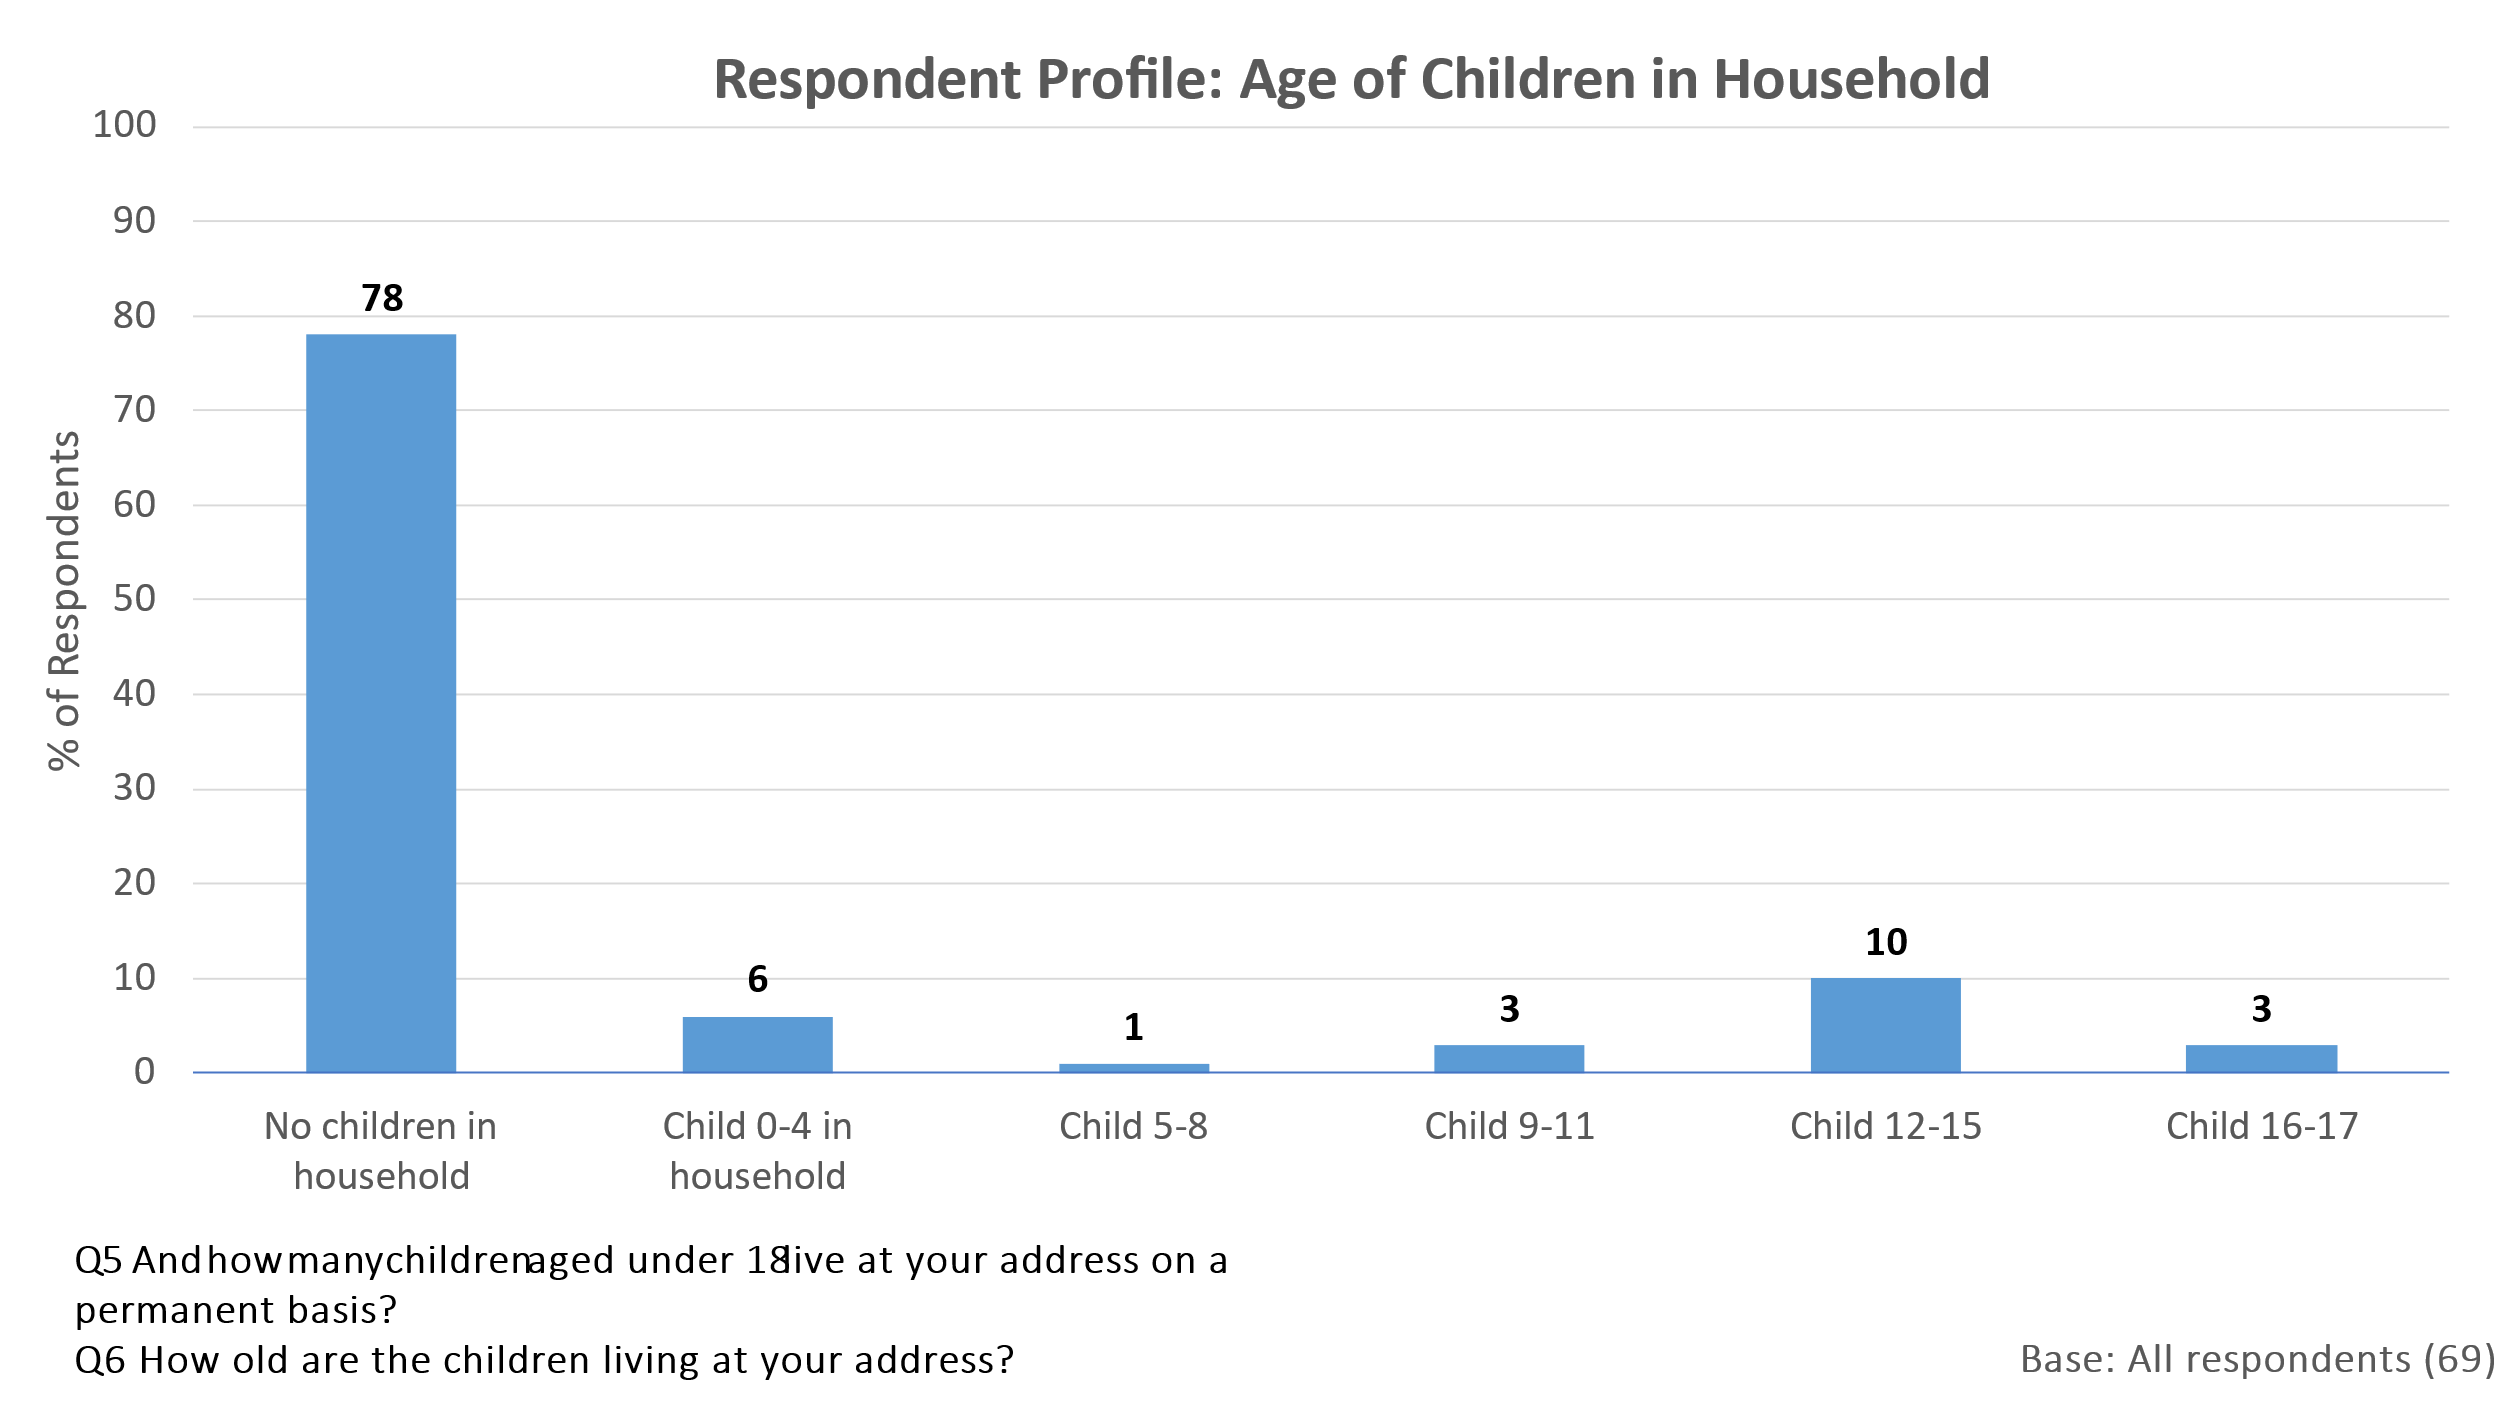 Respondent Profile: Age of Children in Household
100
90
80
70
60
50
40
30
20
10
0
% of Respondents
78
6
1
3
10
3
No children in
household
Child 0-4 in
household
Child 5-8
Child 9-11
Child 12-15
Child 16-17
Q5 And how many children aged under 18 live at your address on a
permanent basis?
Q6 How old are the children living at your address?
Base: All respondents (69)